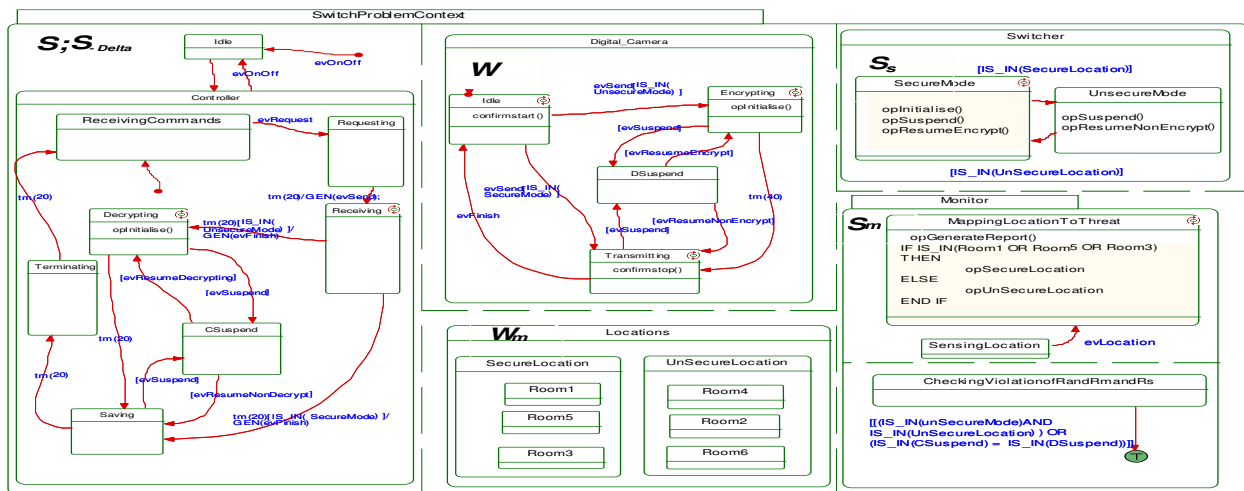 SwitchProblemContext
S;S_Delta
Idle
evOnOff
evOnOff
Controller
ReceivingCommands
evRequest
Requesting
tm(20)
tm(20)/GEN(evSend);
Receiving
Decrypting
opInitialise()
tm(20)[IS_IN(
UnsecureMode) ]/
GEN(evFinish)
Terminating
[evResumeDecrypting]
[evSuspend]
CSuspend
tm(20)
tm(20)
[evSuspend]
[evResumeNonDecrypt]
Saving
tm(20)[IS_IN( SecureMode) ]/
GEN(evFinish)
Digital_Camera
W
Idle
confirmstart()
evSend[IS_IN(
UnsecureMode) ]
Encrypting
opInitialise()
[evSuspend]
[evResusmeEncrypt]
DSuspend
tm(40)
evSend[IS_IN(
SecureMode) ]
evFinish
[evResumeNonEncrypt]
[evSuspend]
Transmitting
confirmstop()
Wm
Locations
SecureLocation
Room1
Room5
Room3
UnSecureLocation
Room4
Room2
Room6
Switcher
Ss
[IS_IN(SecureLocation)]
SecureMode
opInitialise()
opSuspend()
opResumeEncrypt()
UnsecureMode
opSuspend()
opResumeNonEncrypt()
[IS_IN(UnSecureLocation)]
Monitor
Sm
MappingLocationToThreat
opGenerateReport()
IF IS_IN(Room1 OR Room5 OR Room3)
THEN
opSecureLocation
ELSE
opUnSecureLocation
END IF
SensingLocation
evLocation
CheckingViolationofRandRmandRs
[[(IS_IN(unSecureMode)AND
IS_IN(UnSecureLocation) ) OR
(IS_IN(CSuspend) = IS_IN(DSuspend))]]
T